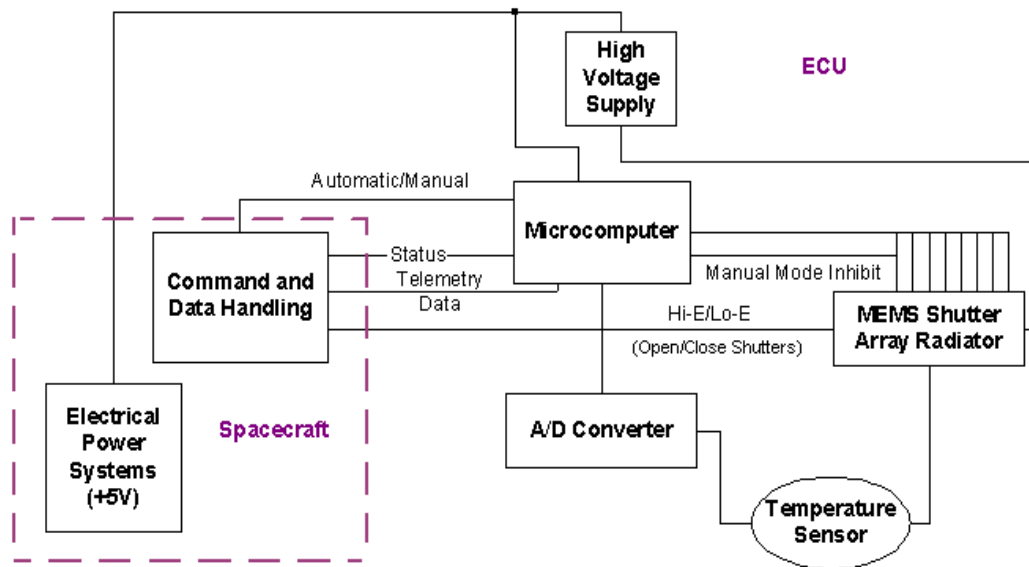 High
Voltage
Supply
ECU
Automatic/Manual
Microcomputer
Command and
Data Handling
Status
Telemetry
Data
Manual Mode Inhibit
Hi-E/Lo-E
(Open/Close Shutters)
MEMS Shutter
Array Radiator
Electrical
Power
Systems
(+5V)
Spacecraft
A/D Converter
Temperature
Sensor